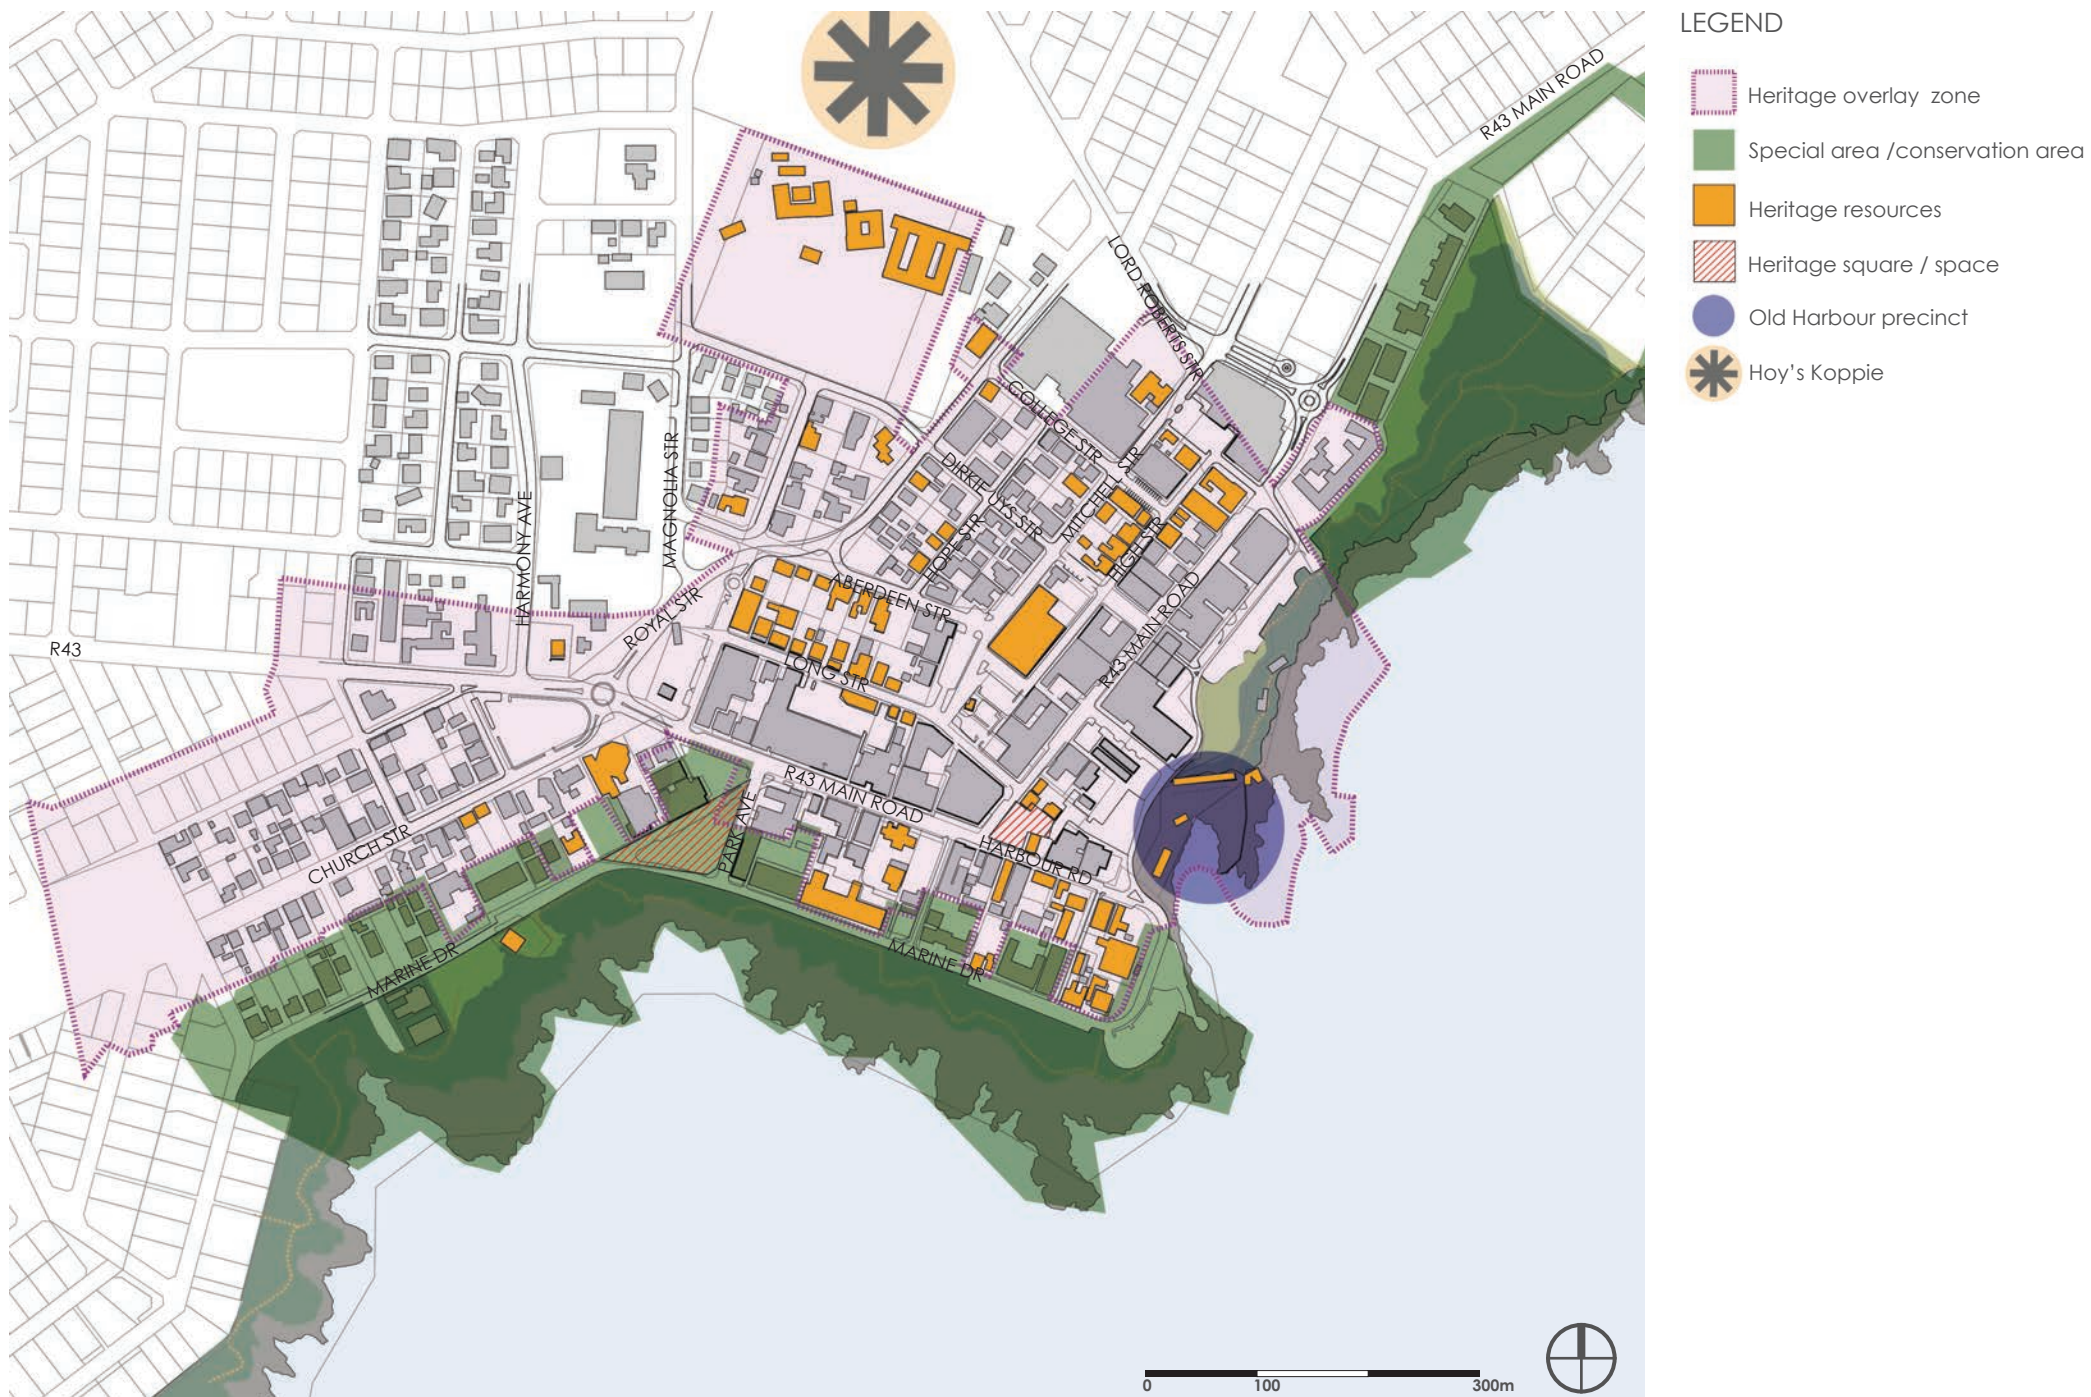 LEGEND
Heritage overlay zone
Special area /conservation area
Heritage resources
Heritage square / space
Old Harbour precinct
Hoy's Koppie
R43 MAIN ROAD
LORD ROBERTS STR
COLLEGE STR
DIRKIE UYS STR
MITCHELL STR
HIGH STR
HOPE STR
MAGNOLIA STR
HARMONY AVE
ABERDEEN STR
ROYAL STR
R43 MAIN ROAD
R43
LONG STR
R43 MAIN ROAD
PARK AVE
HARBOUR RD
CHURCH STR
MARINE DR
MARINE DR
0 100 300m